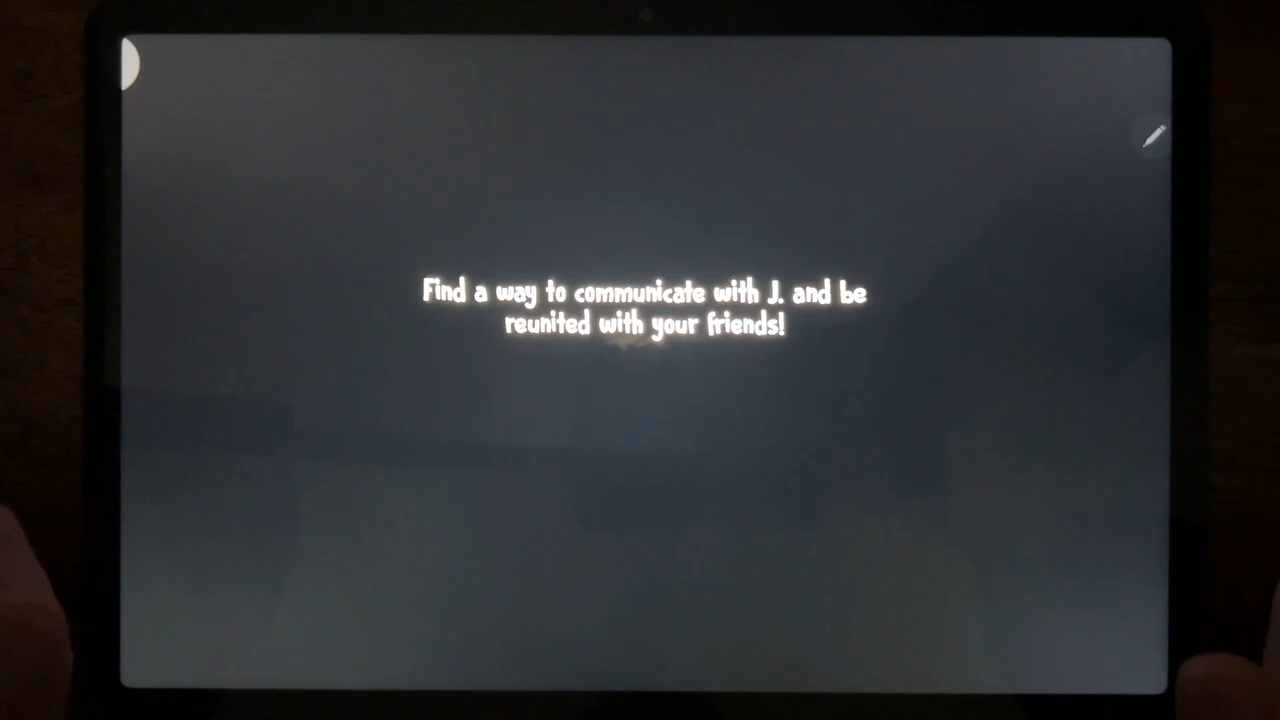 Find a way to communicate with J. and be
reunited with your friends!